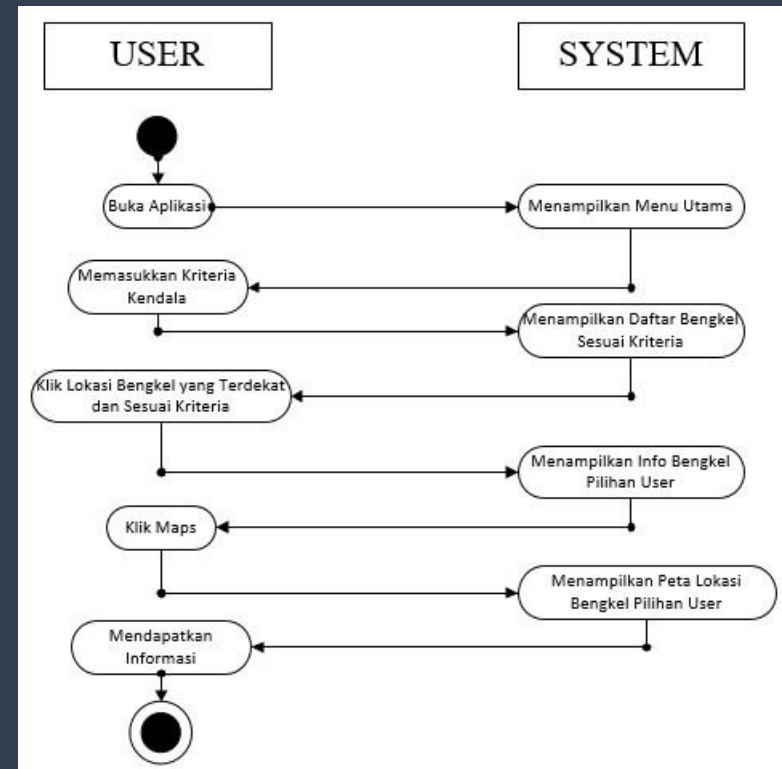 USER
SYSTEM
Buka Aplikasi
Menampilkan Menu Utama
Memasukkan Kriteria
Kendala
Menampilkan Daftar Bengkel
Sesuai Kriteria
Klik Lokasi Bengkel yang Terdekat
dan Sesuai Kriteria
Menampilkan Info Bengkel
Pilihan User
Klik Maps
Menampilkan Peta Lokasi
Bengkel Pilihan User
Mendapatkan
Informasi